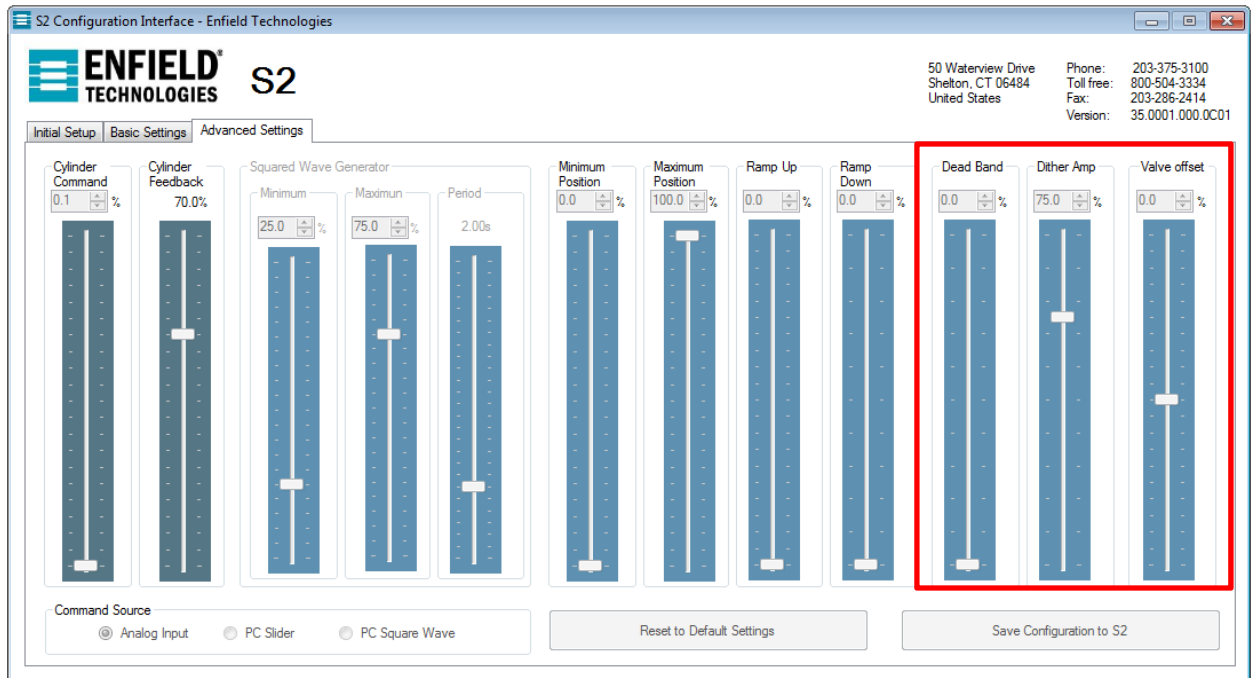 S2 Configuration Interface - Enfield Technologies
ENFIELD®
TECHNOLOGIES
S2
50 Waterview Drive
Shelton, CT 06484
United States
Phone: 203-375-3100
Toll free: 800-504-3334
Fax: 203-286-2414
Version: 35.0001.000.0C01
Initial Setup
Basic Settings
Advanced Settings
Cylinder
Command
0.1 %
Cylinder
Feedback
70.0%
Squared Wave Generator
Minimum
25.0 %
Maximun
75.0 %
Period
2.00s
Minimum
Position
0.0 %
Maximum
Position
100.0 %
Ramp Up
0.0 %
Ramp
Down
0.0 %
Dead Band
0.0 %
Dither Amp
75.0 %
Valve offset
0.0 %
Command Source
Analog Input
PC Slider
PC Square Wave
Reset to Default Settings
Save Configuration to S2